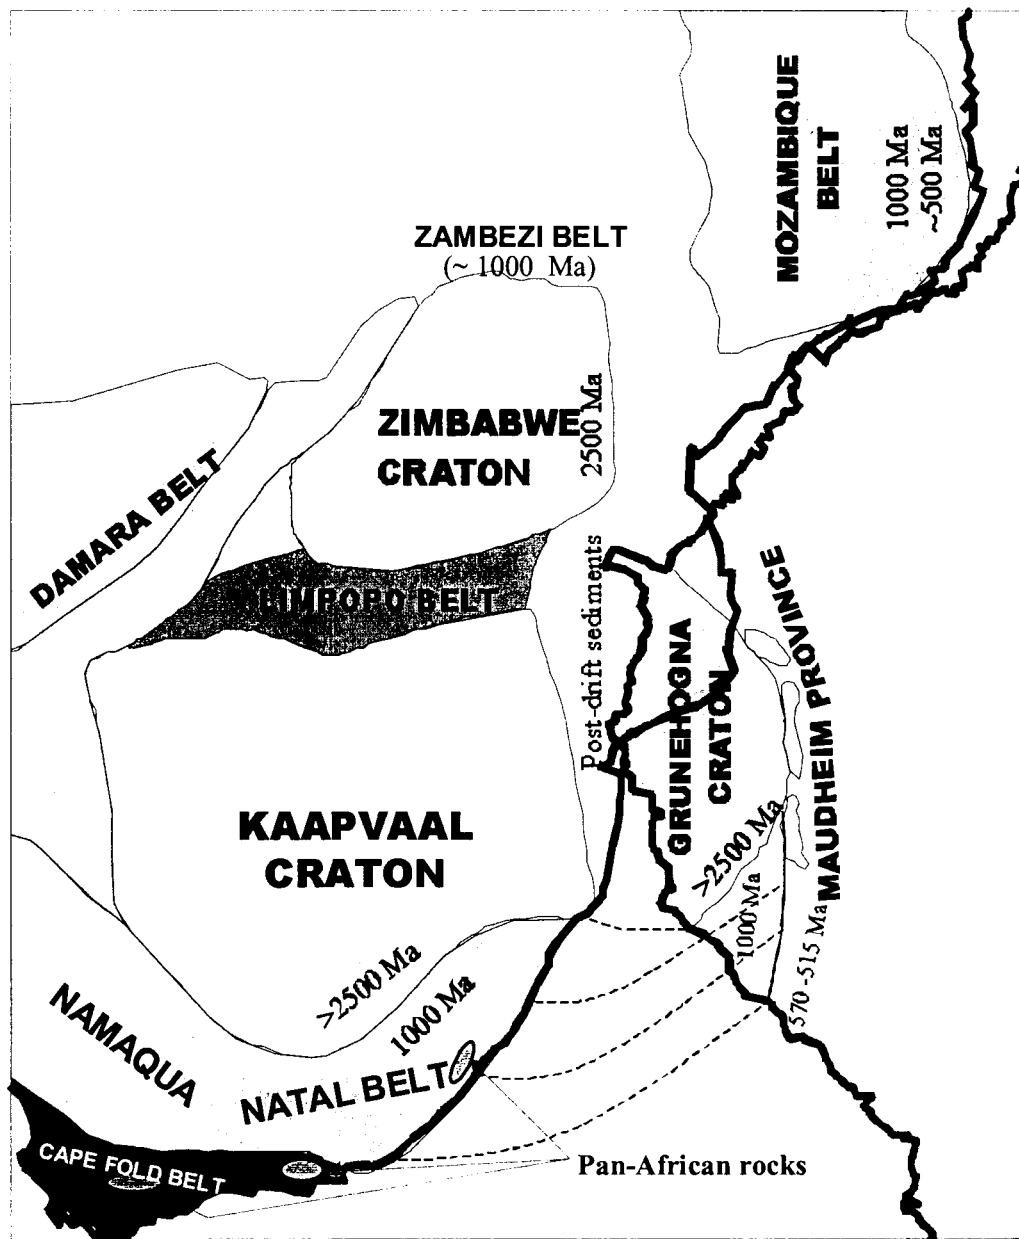 MOZAMBIQUE
BELT
1000 Ma
~500 Ma
ZAMBEZI BELT
(~ 1000 Ma)
ZIMBABWE
CRATON
2500 Ma
DAMARA BELT
LIMPOPO BELT
Post-drift sediments
GRUNEHOGNA
CRATON
MAUDHEIM PROVINCE
KAAPVAAL
CRATON
>2500 Ma
1000 Ma
570 -515 Ma
>2500 Ma
1000 Ma
NAMAQUA
NATAL BELT
CAPE FOLD BELT
Pan-African rocks